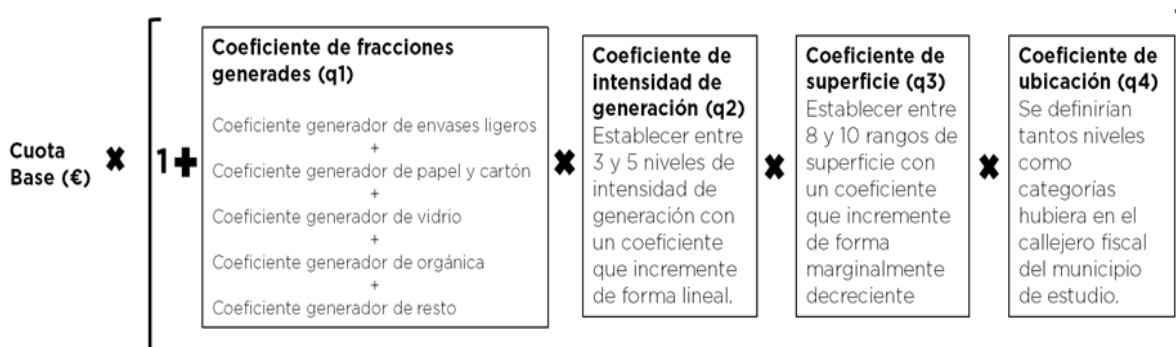 Cuota
Base (€)
✖
1+
Coeficiente de fracciones
generades (q1)
Coeficiente generador de envases ligeros
+
Coeficiente generador de papel y cartón
+
Coeficiente generador de vidrio
+
Coeficiente generador de orgánica
+
Coeficiente generador de resto
✖
Coeficiente de
intensidad de
generación (q2)
Establecer entre
3 y 5 niveles de
intensidad de
generación con
un coeficiente
que incremente
de forma lineal.
✖
Coeficiente de
superficie (q3)
Establecer entre
8 y 10 rangos de
superficie con
un coeficiente
que incremente
de forma
marginalmente
decreciente
✖
Coeficiente de
ubicación (q4)
Se definirían
tantos niveles
como
categorías
hubiera en el
callejero fiscal
del municipio
de estudio.